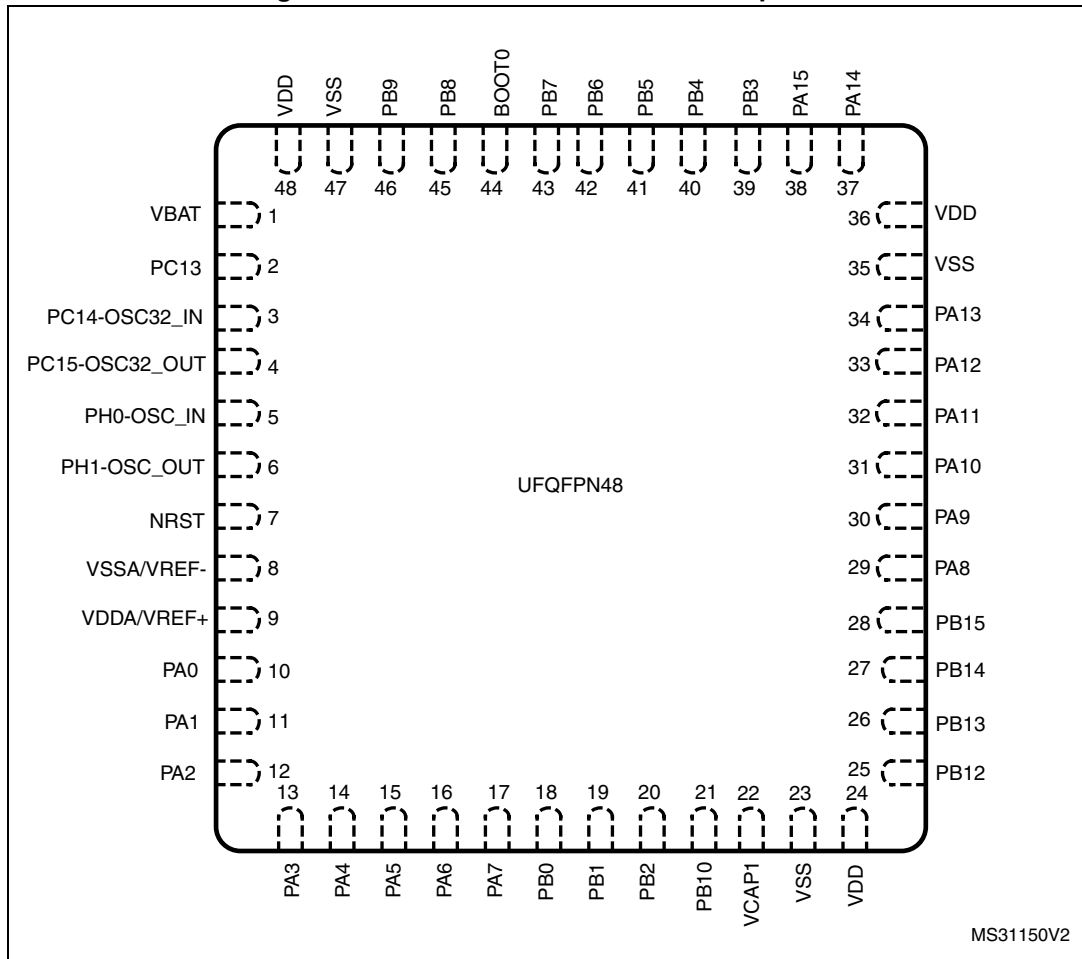 VDD
VSS
PB9
PB8
BOOT0
PB7
PB6
PB5
PB4
PB3
PA15
PA14
48 47 46 45 44 43 42 41 40 39 38 37
VBAT 1 36 VDD
PC13 2 35 VSS
PC14-OSC32_IN 3 34 PA13
PC15-OSC32_OUT 4 33 PA12
PH0-OSC_IN 5 32 PA11
PH1-OSC_OUT 6 31 PA10
UFQFPN48
NRST 7 30 PA9
VSSA/VREF- 8 29 PA8
VDDA/VREF+ 9 28 PB15
PA0 10 27 PB14
PA1 11 26 PB13
PA2 12 25 PB12
13 14 15 16 17 18 19 20 21 22 23 24
PA3
PA4
PA5
PA6
PA7
PB0
PB1
PB2
PB10
VCAP1
VSS
VDD
MS31150V2